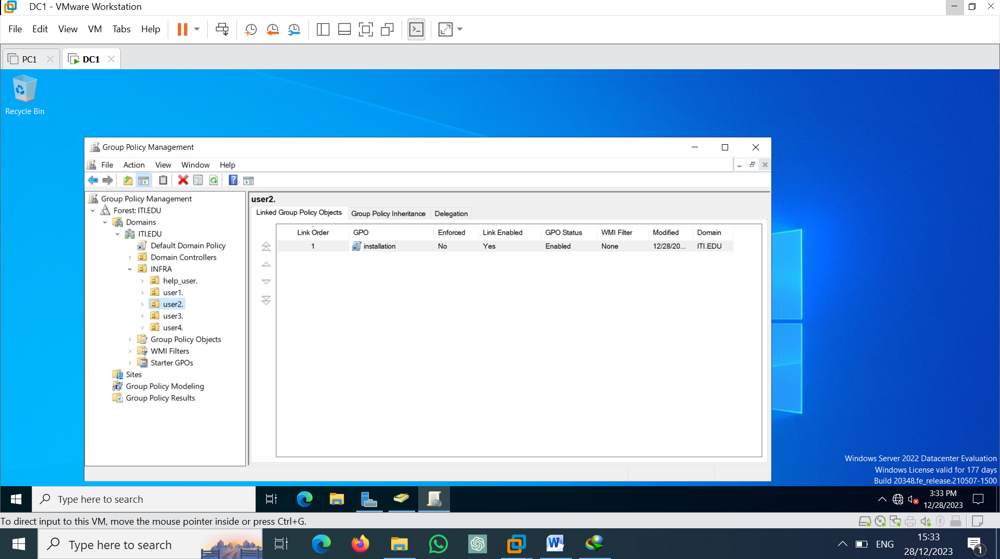 DC1 - VMware Workstation
File Edit View VM Tabs Help
PC1 DC1
Recycle Bin
Group Policy Management
File Action View Window Help
Group Policy Management
Forest: ITI.EDU
Domains
ITI.EDU
Default Domain Policy
Domain Controllers
INFRA
help_user.
user1.
user2.
user3.
user4.
Group Policy Objects
WMI Filters
Starter GPOs
Sites
Group Policy Modeling
Group Policy Results
user2.
Linked Group Policy Objects Group Policy Inheritance Delegation
Link Order GPO Enforced Link Enabled GPO Status WMI Filter Modified Domain
1 installation No Yes Enabled None 12/28/20... ITI.EDU
Windows Server 2022 Datacenter Evaluation
Windows License valid for 177 days
Build 20348.fe_release.210507-1500
Type here to search
3:33 PM
12/28/2023
To direct input to this VM, move the mouse pointer inside or press Ctrl+G.
Type here to search
ENG
15:33
28/12/2023
1